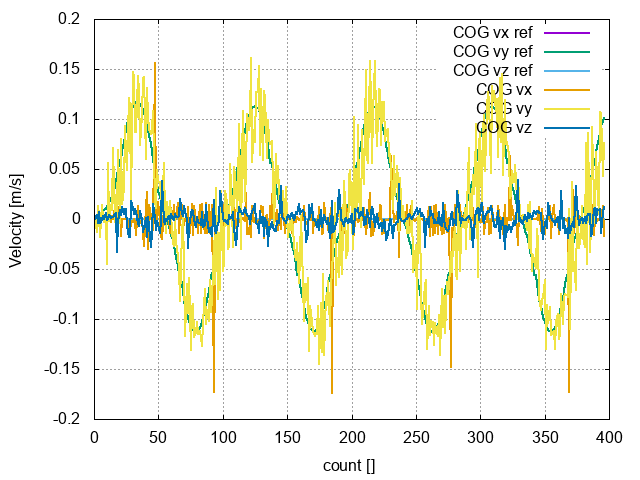 COG vx ref
COG vy ref
COG vz ref
COG vx
COG vy
COG vz
0.2
0.15
0.1
0.05
0
-0.05
-0.1
-0.15
-0.2
Velocity [m/s]
0 50 100 150 200 250 300 350 400
count []